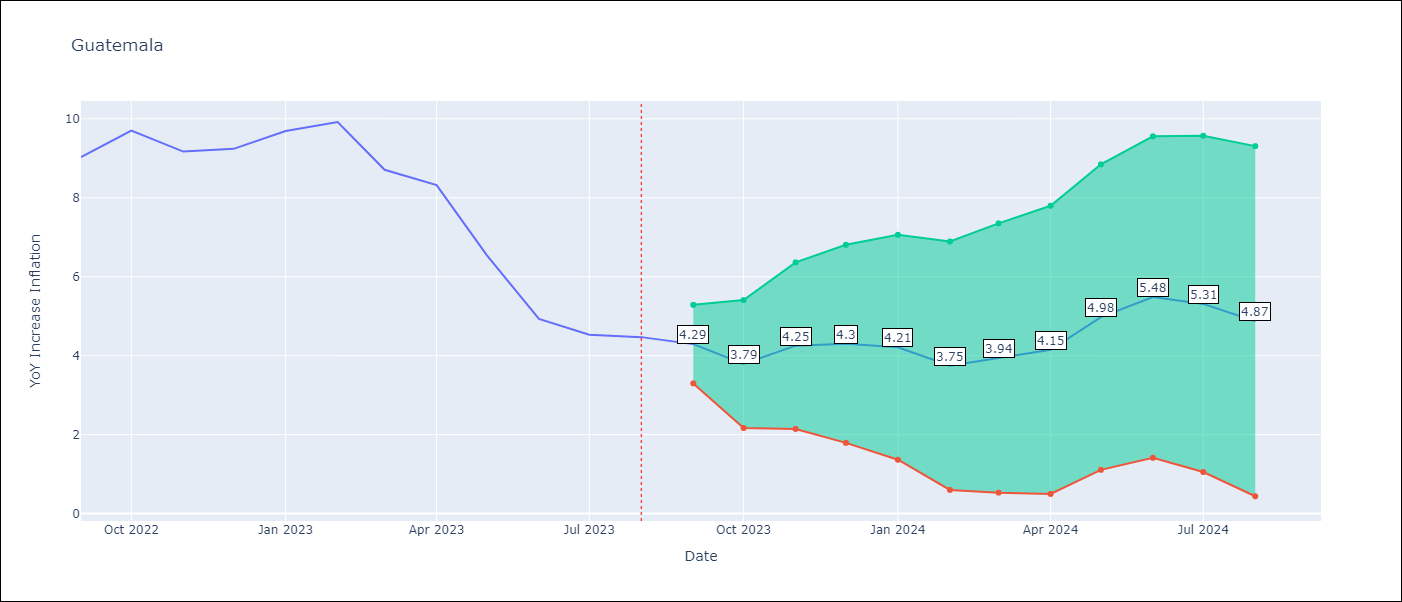 Guatemala
YoY Increase Inflation
10
8
6
4
2
0
4.29
3.79
4.25
4.3
4.21
3.75
3.94
4.15
4.98
5.48
5.31
4.87
Oct 2022
Jan 2023
Apr 2023
Jul 2023
Oct 2023
Jan 2024
Apr 2024
Jul 2024
Date